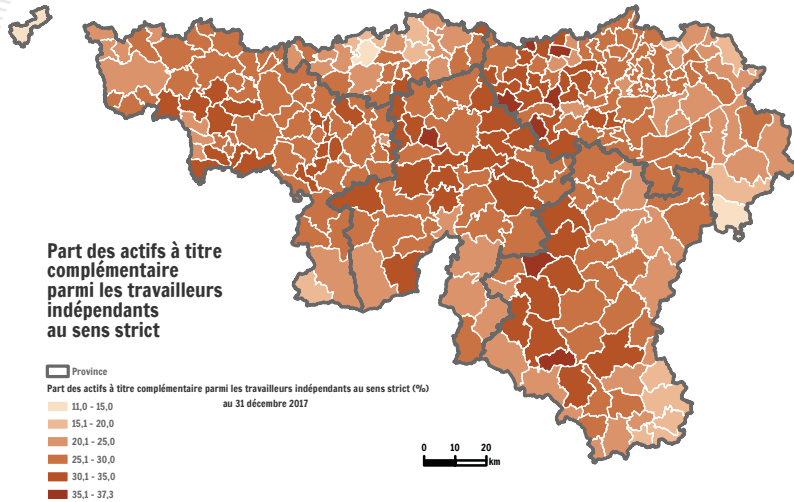 Part des actifs à titre
complémentaire
parmi les travailleurs
indépendants
au sens strict
Province
Part des actifs à titre complémentaire parmi les travailleurs indépendants au sens strict (%)
au 31 décembre 2017
11,0 - 15,0
15,1 - 20,0
20,1 - 25,0
25,1 - 30,0
30,1 - 35,0
35,1 - 37,3
0 10 20
km